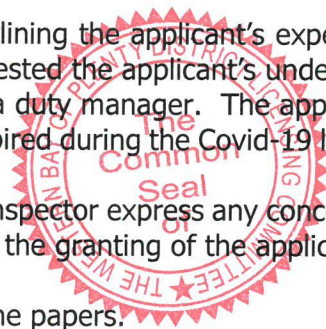 lining the applicant's expe
ested the applicant's unde
a duty manager. The app
ired during the Covid-19 l
nspector express any conc
the granting of the applic
ne papers.
THE WESTERN BAY OF PLENTY DISTRICT LICENSING COMMITTEE
The
Common
Seal
of